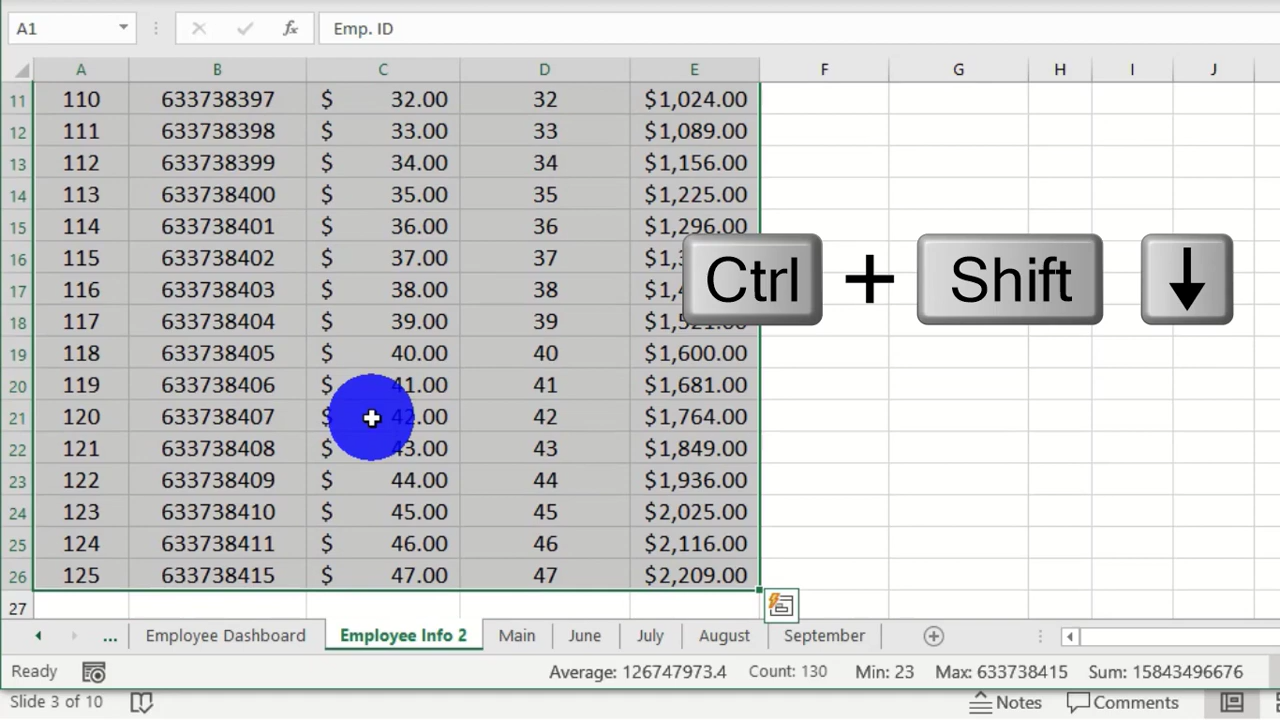 A1 fx Emp. ID
A B C D E F G H I J
11 110 633738397 $ 32.00 32 $1,024.00
12 111 633738398 $ 33.00 33 $1,089.00
13 112 633738399 $ 34.00 34 $1,156.00
14 113 633738400 $ 35.00 35 $1,225.00
15 114 633738401 $ 36.00 36 $1,296.00
16 115 633738402 $ 37.00 37
17 116 633738403 $ 38.00 38
18 117 633738404 $ 39.00 39
Ctrl + Shift ↓
19 118 633738405 $ 40.00 40 $1,600.00
20 119 633738406 $ 41.00 41 $1,681.00
21 120 633738407 $ 42.00 42 $1,764.00
22 121 633738408 $ 43.00 43 $1,849.00
23 122 633738409 $ 44.00 44 $1,936.00
24 123 633738410 $ 45.00 45 $2,025.00
25 124 633738411 $ 46.00 46 $2,116.00
26 125 633738415 $ 47.00 47 $2,209.00
27
... Employee Dashboard Employee Info 2 Main June July August September
Ready Average: 126747973.4 Count: 130 Min: 23 Max: 633738415 Sum: 15843496676
Slide 3 of 10 Notes Comments